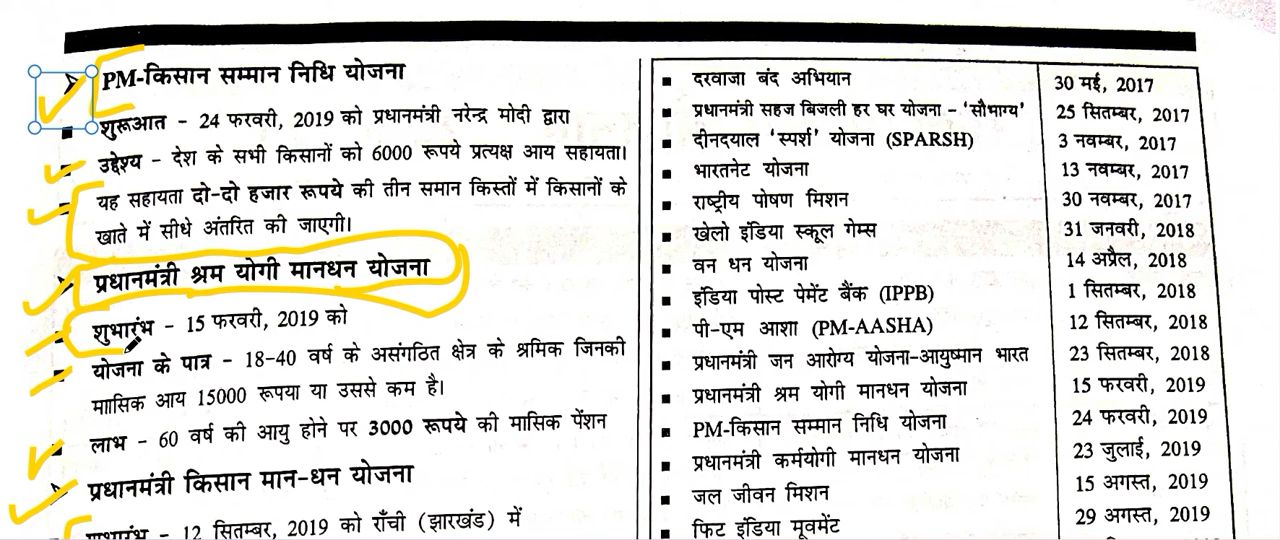 PM-किसान सम्मान निधि योजना
शुरूआत - 24 फरवरी, 2019 को प्रधानमंत्री नरेन्द्र मोदी द्वारा
उद्देश्य - देश के सभी किसानों को 6000 रूपये प्रत्यक्ष आय सहायता।
यह सहायता दो-दो हजार रूपये की तीन समान किस्तों में किसानों के
खाते में सीधे अंतरित की जाएगी।
प्रधानमंत्री श्रम योगी मानधन योजना
शुभारंभ - 15 फरवरी, 2019 को
योजना के पात्र - 18-40 वर्ष के असंगठित क्षेत्र के श्रमिक जिनकी
मासिक आय 15000 रूपया या उससे कम है।
लाभ - 60 वर्ष की आयु होने पर 3000 रूपये की मासिक पेंशन
प्रधानमंत्री किसान मान-धन योजना
शुभारंभ - 12 सितम्बर, 2019 को राँची (झारखंड) में
दरवाजा बंद अभियान 30 मई, 2017
प्रधानमंत्री सहज बिजली हर घर योजना - 'सौभाग्य' 25 सितम्बर, 2017
दीनदयाल 'स्पर्श' योजना (SPARSH) 3 नवम्बर, 2017
भारतनेट योजना 13 नवम्बर, 2017
राष्ट्रीय पोषण मिशन 30 नवम्बर, 2017
खेलो इंडिया स्कूल गेम्स 31 जनवरी, 2018
वन धन योजना 14 अप्रैल, 2018
इंडिया पोस्ट पेमेंट बैंक (IPPB) 1 सितम्बर, 2018
पी-एम आशा (PM-AASHA) 12 सितम्बर, 2018
प्रधानमंत्री जन आरोग्य योजना-आयुष्मान भारत 23 सितम्बर, 2018
प्रधानमंत्री श्रम योगी मानधन योजना 15 फरवरी, 2019
PM-किसान सम्मान निधि योजना 24 फरवरी, 2019
प्रधानमंत्री कर्मयोगी मानधन योजना 23 जुलाई, 2019
जल जीवन मिशन 15 अगस्त, 2019
फिट इंडिया मूवमेंट 29 अगस्त, 2019